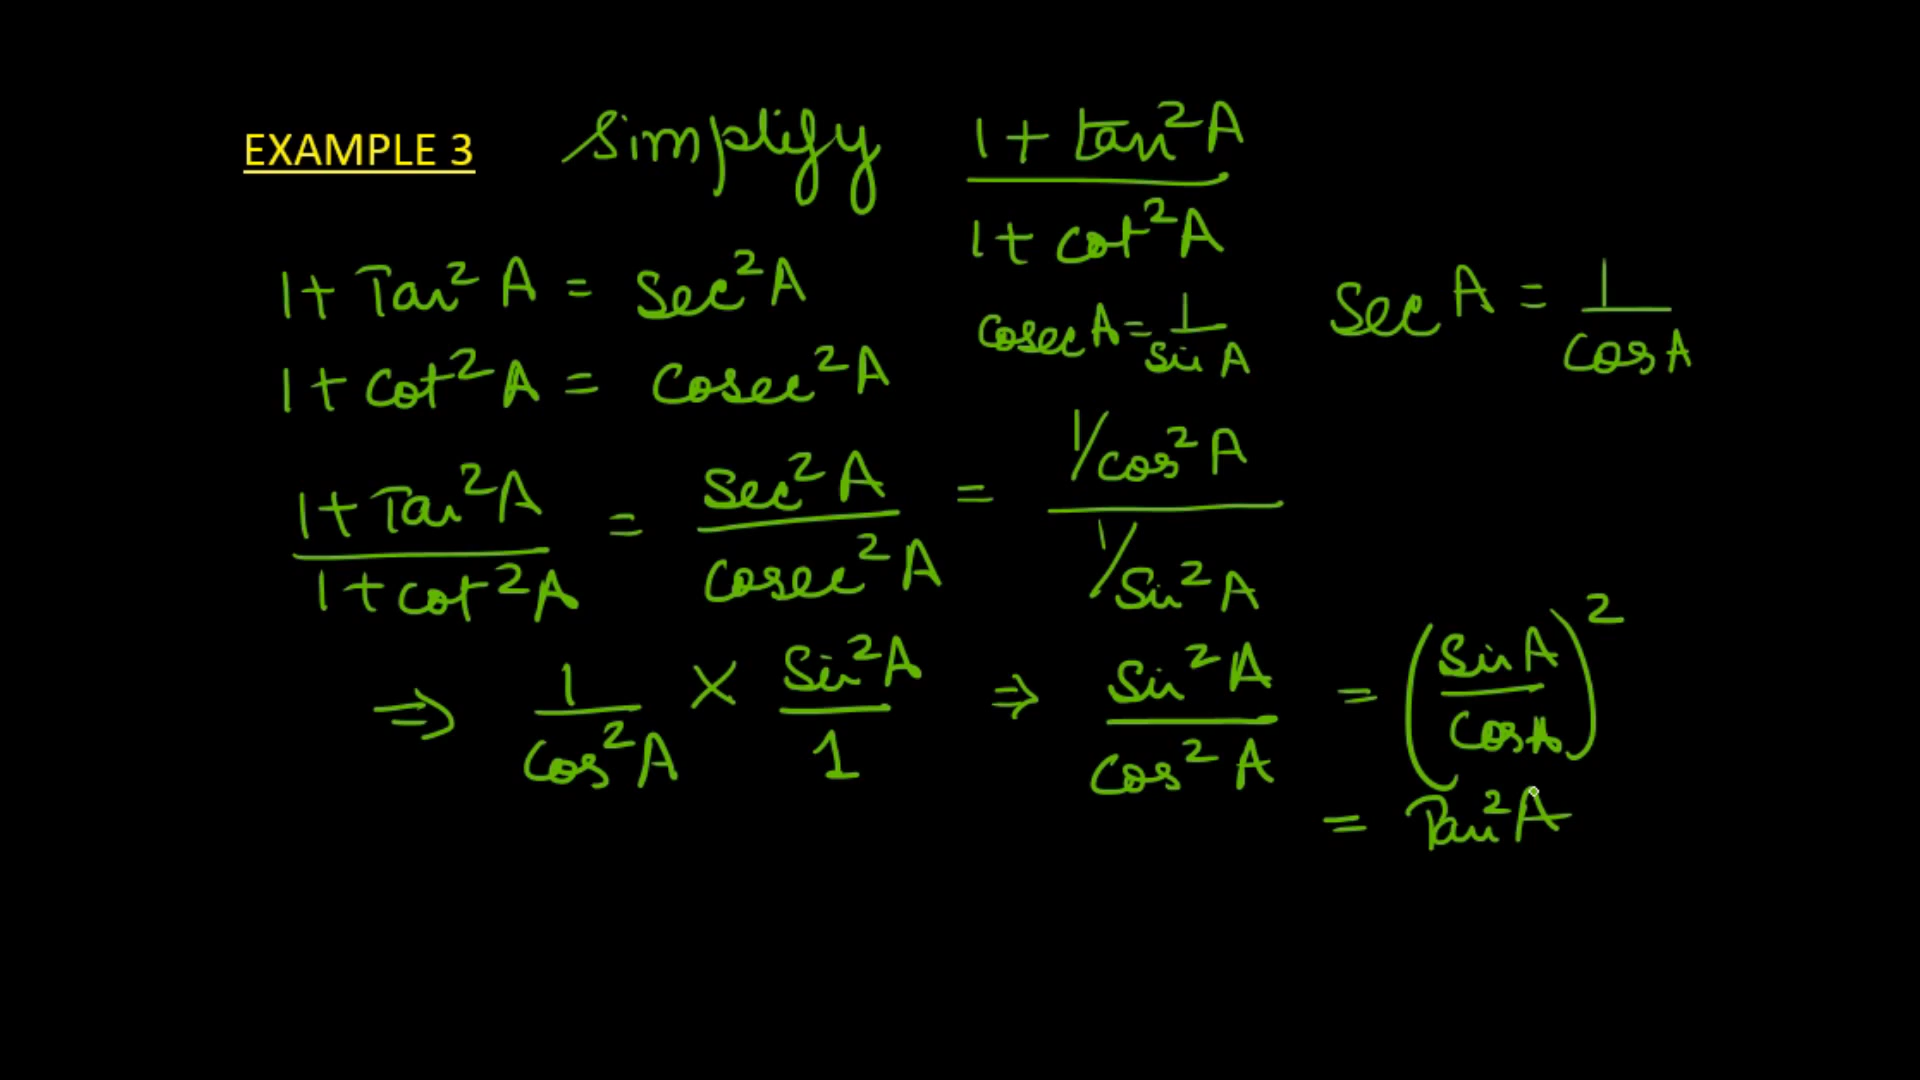 EXAMPLE 3 Simplify (1 + tan²A)/(1 + cot²A)
1 + Tan² A = Sec²A
cosec A = 1/sin A
Sec A = 1/cos A
1 + cot²A = cosec²A
(1 + Tan²A)/(1 + cot²A) = Sec²A/cosec²A = (1/cos²A)/(1/Sin²A)
⇒ 1/cos²A × Sin²A/1 ⇒ Sin²A/cos²A = (sin A/cos A)²
= Tan²A